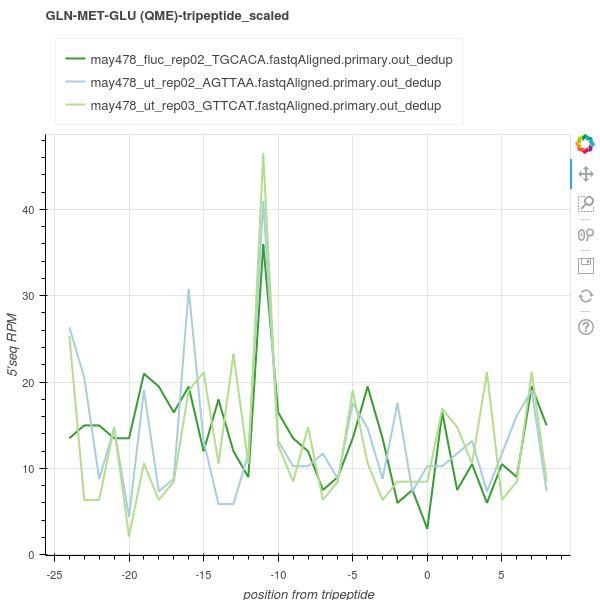 GLN-MET-GLU (QME)-tripeptide_scaled
may478_fluc_rep02_TGCACA.fastqAligned.primary.out_dedup
may478_ut_rep02_AGTTAA.fastqAligned.primary.out_dedup
may478_ut_rep03_GTTCAT.fastqAligned.primary.out_dedup
40
30
20
10
0
5'seq RPM
-25 -20 -15 -10 -5 0 5
position from tripeptide